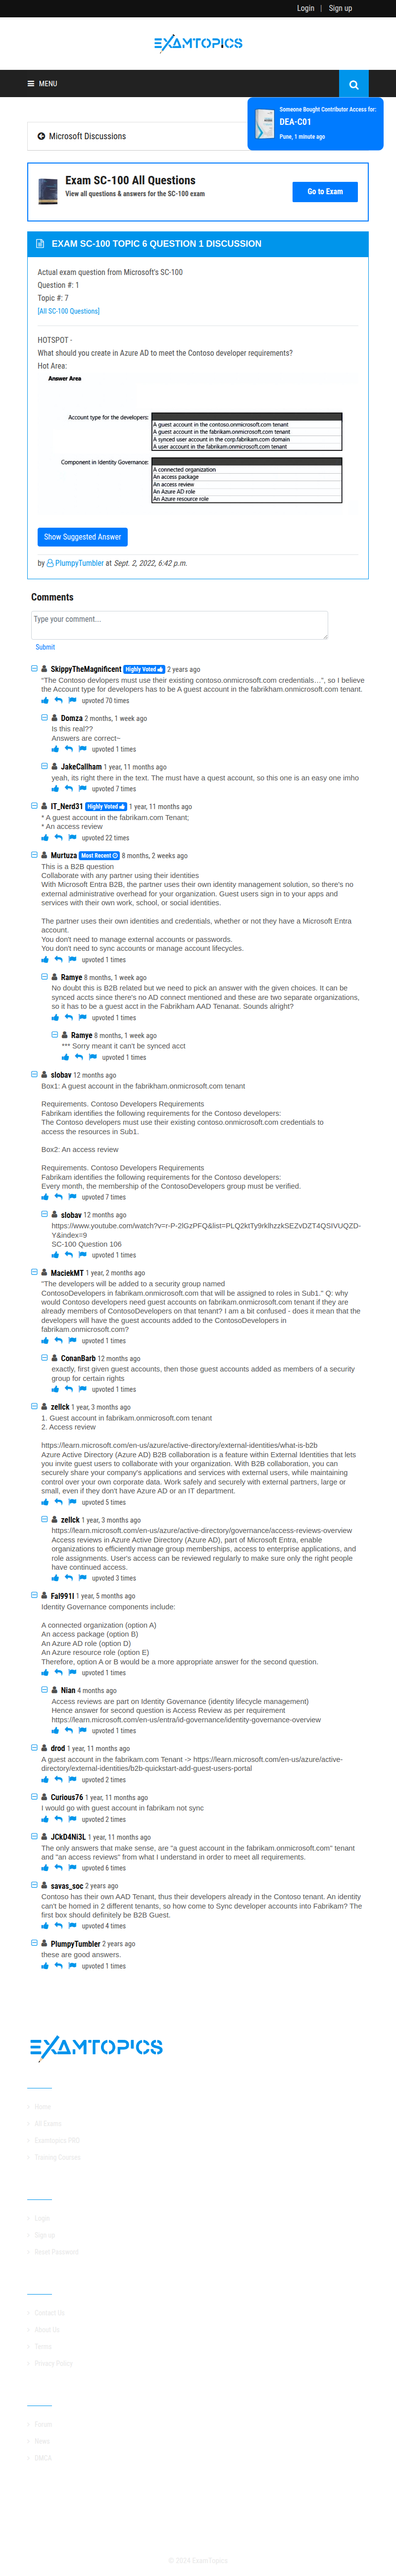 Login | Sign up
EXAMTOPICS
MENU
Someone Bought Contributor Access for:
DEA-C01
Pune, 1 minute ago
Microsoft Discussions
Exam SC-100 All Questions
View all questions & answers for the SC-100 exam
Go to Exam
EXAM SC-100 TOPIC 6 QUESTION 1 DISCUSSION
Actual exam question from Microsoft's SC-100
Question #: 1
Topic #: 7
[All SC-100 Questions]
HOTSPOT -
What should you create in Azure AD to meet the Contoso developer requirements?
Hot Area:
Answer Area
Account type for the developers:
A guest account in the contoso.onmicrosoft.com tenant
A guest account in the fabrikam.onmicrosoft.com tenant
A synced user account in the corp.fabrikam.com domain
A user account in the fabrikam.onmicrosoft.com tenant
Component in Identity Governance:
A connected organization
An access package
An access review
An Azure AD role
An Azure resource role
Show Suggested Answer
by PlumpyTumbler at Sept. 2, 2022, 6:42 p.m.
Comments
Type your comment...
Submit
SkippyTheMagnificent Highly Voted 2 years ago
"The Contoso devlopers must use their existing contoso.onmicrosoft.com credentials…", so I believe
the Account type for developers has to be A guest account in the fabrikham.onmicrosoft.com tenant.
upvoted 70 times
Domza 2 months, 1 week ago
Is this real??
Answers are correct~
upvoted 1 times
JakeCallham 1 year, 11 months ago
yeah, its right there in the text. The must have a quest account, so this one is an easy one imho
upvoted 7 times
IT_Nerd31 Highly Voted 1 year, 11 months ago
* A guest account in the fabrikam.com Tenant;
* An access review
upvoted 22 times
Murtuza Most Recent 8 months, 2 weeks ago
This is a B2B question
Collaborate with any partner using their identities
With Microsoft Entra B2B, the partner uses their own identity management solution, so there's no
external administrative overhead for your organization. Guest users sign in to your apps and
services with their own work, school, or social identities.
The partner uses their own identities and credentials, whether or not they have a Microsoft Entra
account.
You don't need to manage external accounts or passwords.
You don't need to sync accounts or manage account lifecycles.
upvoted 1 times
Ramye 8 months, 1 week ago
No doubt this is B2B related but we need to pick an answer with the given choices. It can be
synced accts since there's no AD connect mentioned and these are two separate organizations,
so it has to be a guest acct in the Fabrikham AAD Tenanat. Sounds alright?
upvoted 1 times
Ramye 8 months, 1 week ago
*** Sorry meant it can't be synced acct
upvoted 1 times
slobav 12 months ago
Box1: A guest account in the fabrikham.onmicrosoft.com tenant
Requirements. Contoso Developers Requirements
Fabrikam identifies the following requirements for the Contoso developers:
The Contoso developers must use their existing contoso.onmicrosoft.com credentials to
access the resources in Sub1.
Box2: An access review
Requirements. Contoso Developers Requirements
Fabrikam identifies the following requirements for the Contoso developers:
Every month, the membership of the ContosoDevelopers group must be verified.
upvoted 7 times
slobav 12 months ago
https://www.youtube.com/watch?v=r-P-2lGzPFQ&list=PLQ2ktTy9rklhzzkSEZvDZT4QSIVUQZD-
Y&index=9
SC-100 Question 106
upvoted 1 times
MaciekMT 1 year, 2 months ago
"The developers will be added to a security group named
ContosoDevelopers in fabrikam.onmicrosoft.com that will be assigned to roles in Sub1." Q: why
would Contoso developers need guest accounts on fabrikam.onmicrosoft.com tenant if they are
already members of ContosoDevelopers on that tenant? I am a bit confused - does it mean that the
developers will have the guest accounts added to the ContosoDevelopers in
fabrikam.onmicrosoft.com?
upvoted 1 times
ConanBarb 12 months ago
exactly, first given guest accounts, then those guest accounts added as members of a security
group for certain rights
upvoted 1 times
zellck 1 year, 3 months ago
1. Guest account in fabrikam.onmicrosoft.com tenant
2. Access review
https://learn.microsoft.com/en-us/azure/active-directory/external-identities/what-is-b2b
Azure Active Directory (Azure AD) B2B collaboration is a feature within External Identities that lets
you invite guest users to collaborate with your organization. With B2B collaboration, you can
securely share your company's applications and services with external users, while maintaining
control over your own corporate data. Work safely and securely with external partners, large or
small, even if they don't have Azure AD or an IT department.
upvoted 5 times
zellck 1 year, 3 months ago
https://learn.microsoft.com/en-us/azure/active-directory/governance/access-reviews-overview
Access reviews in Azure Active Directory (Azure AD), part of Microsoft Entra, enable
organizations to efficiently manage group memberships, access to enterprise applications, and
role assignments. User's access can be reviewed regularly to make sure only the right people
have continued access.
upvoted 3 times
Fal991l 1 year, 5 months ago
Identity Governance components include:
A connected organization (option A)
An access package (option B)
An Azure AD role (option D)
An Azure resource role (option E)
Therefore, option A or B would be a more appropriate answer for the second question.
upvoted 1 times
Nian 4 months ago
Access reviews are part on Identity Governance (identity lifecycle management)
Hence answer for second question is Access Review as per requirement
https://learn.microsoft.com/en-us/entra/id-governance/identity-governance-overview
upvoted 1 times
drod 1 year, 11 months ago
A guest account in the fabrikam.com Tenant -> https://learn.microsoft.com/en-us/azure/active-
directory/external-identities/b2b-quickstart-add-guest-users-portal
upvoted 2 times
Curious76 1 year, 11 months ago
I would go with guest account in fabrikam not sync
upvoted 2 times
JCkD4Ni3L 1 year, 11 months ago
The only answers that make sense, are "a guest account in the fabrikam.onmicrosoft.com" tenant
and "an access reviews" from what I understand in order to meet all requirements.
upvoted 6 times
savas_soc 2 years ago
Contoso has their own AAD Tenant, thus their developers already in the Contoso tenant. An identity
can't be homed in 2 different tenants, so how come to Sync developer accounts into Fabrikam? The
first box should definitely be B2B Guest.
upvoted 4 times
PlumpyTumbler 2 years ago
these are good answers.
upvoted 1 times
EXAMTOPICS
Home
All Exams
Examtopics PRO
Training Courses
Login
Sign up
Reset Password
Contact Us
About Us
Terms
Privacy Policy
Forum
News
DMCA
© 2024 ExamTopics